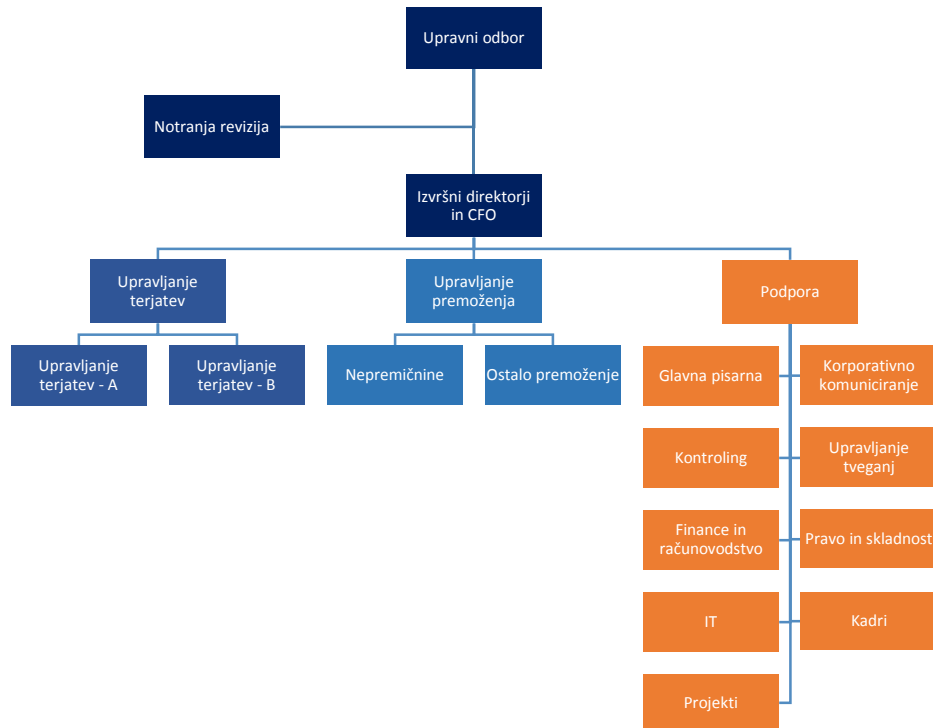 Upravni odbor
Notranja revizija
Izvršni direktorji
in CFO
Upravljanje
terjatev
Upravljanje
premoženja
Podpora
Upravljanje
terjatev - A
Upravljanje
terjatev - B
Nepremičnine
Ostalo premoženje
Glavna pisarna
Korporativno
komuniciranje
Kontroling
Upravljanje
tveganj
Finance in
računovodstvo
Pravo in skladnost
IT
Kadri
Projekti